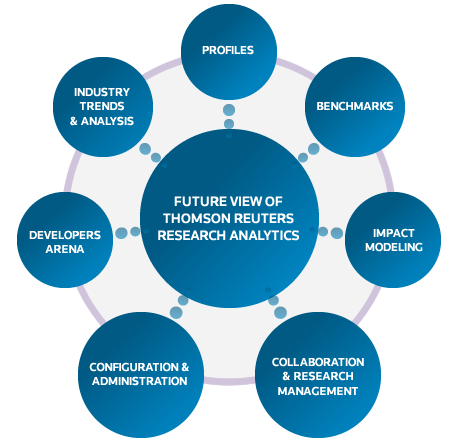 PROFILES
INDUSTRY
TRENDS
& ANALYSIS
BENCHMARKS
FUTURE VIEW OF
THOMSON REUTERS
RESEARCH ANALYTICS
DEVELOPERS
ARENA
IMPACT
MODELING
CONFIGURATION &
ADMINISTRATION
COLLABORATION
& RESEARCH
MANAGEMENT